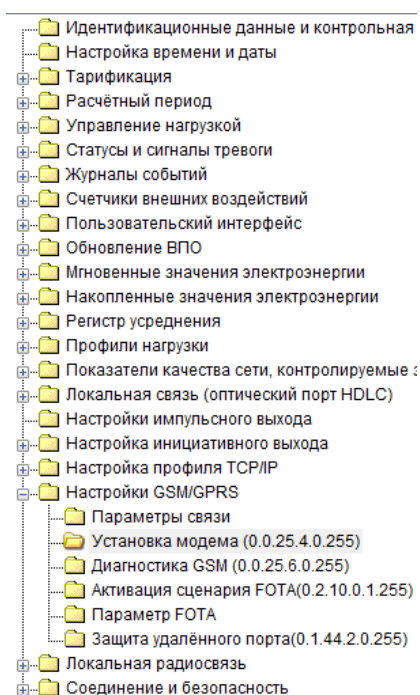 Идентификационные данные и контрольная
Настройка времени и даты
Тарификация
Расчётный период
Управление нагрузкой
Статусы и сигналы тревоги
Журналы событий
Счетчики внешних воздействий
Пользовательский интерфейс
Обновление ВПО
Мгновенные значения электроэнергии
Накопленные значения электроэнергии
Регистр усреднения
Профили нагрузки
Показатели качества сети, контролируемые
Локальная связь (оптический порт HDLC)
Настройки импульсного выхода
Настройка инициативного выхода
Настройка профиля TCP/IP
Настройки GSM/GPRS
Параметры связи
Установка модема (0.0.25.4.0.255)
Диагностика GSM (0.0.25.6.0.255)
Активация сценария FOTA(0.2.10.0.1.255)
Параметр FOTA
Защита удалённого порта(0.1.44.2.0.255)
Локальная радиосвязь
Соединение и безопасность